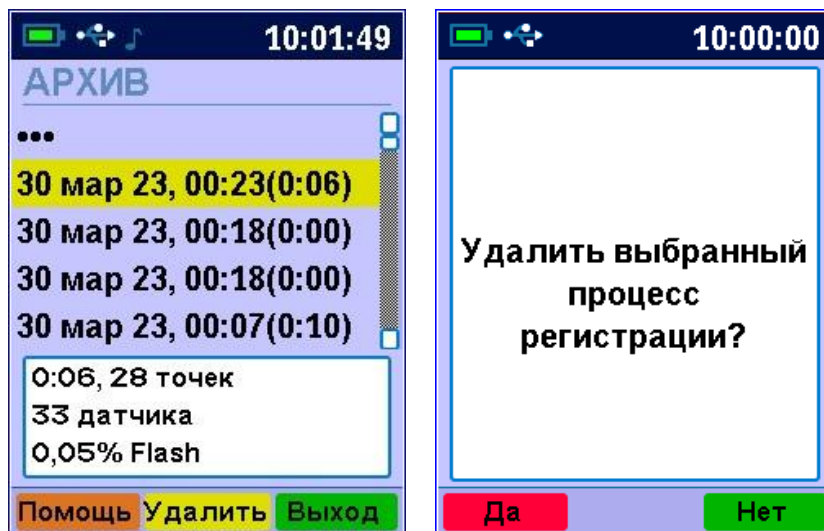 10:01:49
АРХИВ
...
30 мар 23, 00:23(0:06)
30 мар 23, 00:18(0:00)
30 мар 23, 00:18(0:00)
30 мар 23, 00:07(0:10)
0:06, 28 точек
33 датчика
0,05% Flash
Помощь Удалить Выход
10:00:00
Удалить выбранный
процесс
регистрации?
Да Нет